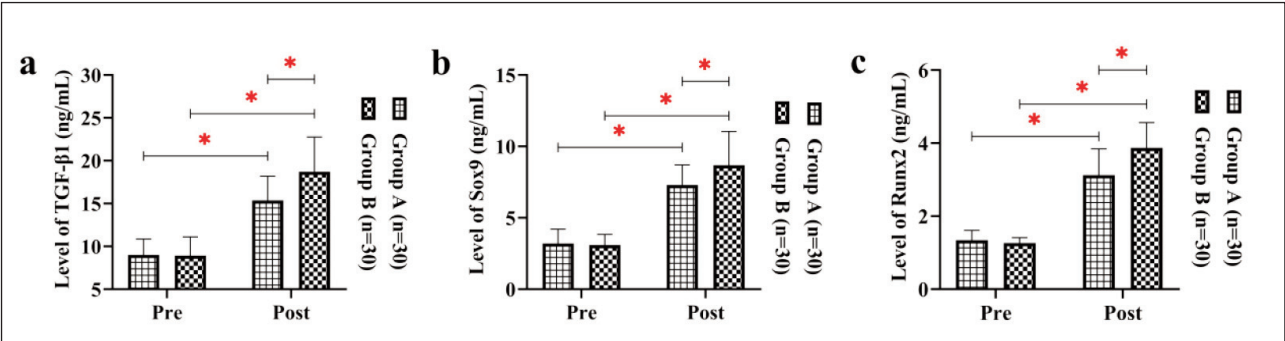 a
Level of TGF-β1 (ng/mL)
30
25
20
15
10
5
*
*
*
Pre
Post
Group A (n=30)
Group B (n=30)
b
Level of Sox9 (ng/mL)
15
10
5
0
*
*
*
Pre
Post
Group A (n=30)
Group B (n=30)
c
Level of Runx2 (ng/mL)
6
4
2
0
*
*
*
Pre
Post
Group A (n=30)
Group B (n=30)